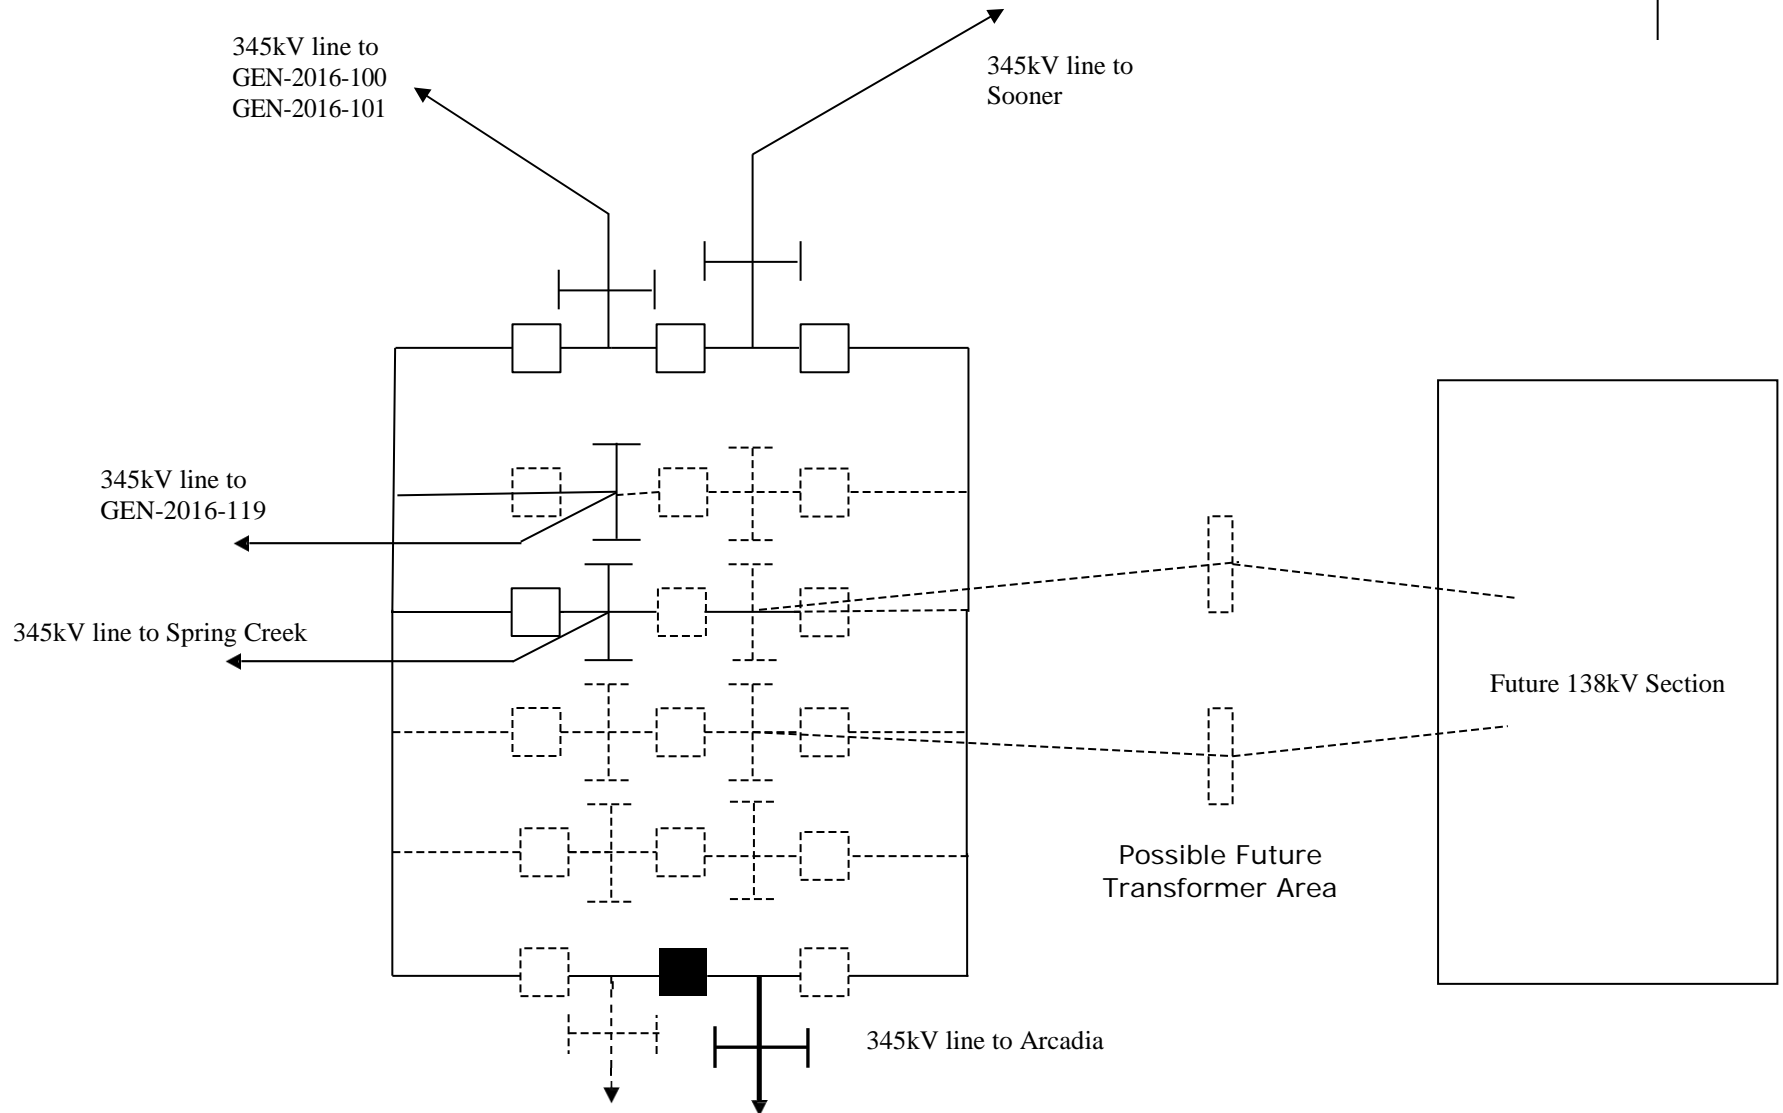 345kV line to
GEN-2016-100
GEN-2016-101
345kV line to
Sooner
345kV line to
GEN-2016-119
345kV line to Spring Creek
Future 138kV Section
Possible Future
Transformer Area
345kV line to Arcadia